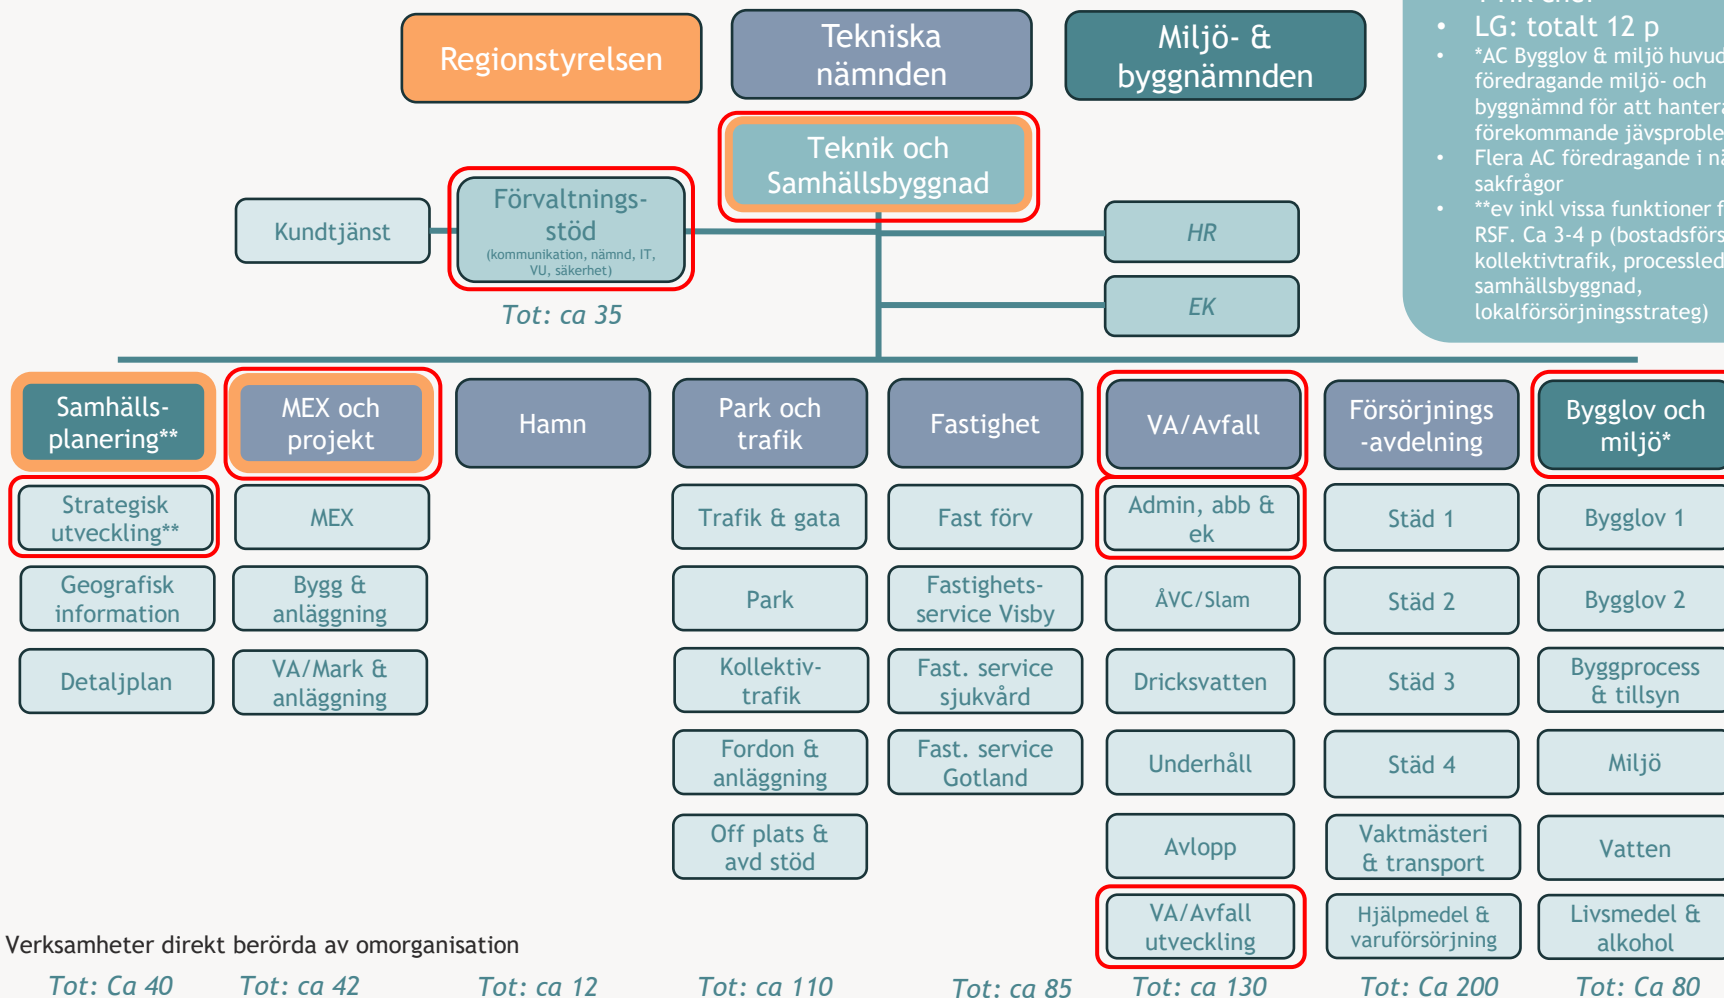 Regionstyrelsen
Tekniska
nämnden
Miljö- &
byggnämnden
• LG: totalt 12 p
• *AC Bygglov & miljö
föredragande miljö- och
byggnämnd för att
förekommande
• Flera AC föredragande i
sakfrågor
• **ev inkl vissa funktioner
RSF. Ca 3-4 p
kollektivtrafik,
samhällsbyggnad,
lokalförsörjningsstrateg)
Teknik och
Samhällsbyggnad
Kundtjänst
Förvaltnings-
stöd
(kommunikation, nämnd, IT,
VU, säkerhet)
Tot: ca 35
HR
EK
Samhälls-
planering**
Strategisk
utveckling**
Geografisk
information
Detaljplan
MEX och
projekt
MEX
Bygg &
anläggning
VA/Mark &
anläggning
Hamn
Park och
trafik
Trafik & gata
Park
Kollektiv-
trafik
Fordon &
anläggning
Off plats &
avd stöd
Fastighet
Fast förv
Fastighets-
service Visby
Fast. service
sjukvård
Fast. service
Gotland
VA/Avfall
Admin, abb &
ek
ÅVC/Slam
Dricksvatten
Underhåll
Avlopp
VA/Avfall
utveckling
Försörjnings
-avdelning
Städ 1
Städ 2
Städ 3
Städ 4
Vaktmästeri
& transport
Hjälpmedel &
varuförsörjning
Bygglov och
miljö*
Bygglov 1
Bygglov 2
Byggprocess
& tillsyn
Miljö
Vatten
Livsmedel &
alkohol
Verksamheter direkt berörda av omorganisation
Tot: Ca 40
Tot: ca 42
Tot: ca 12
Tot: ca 110
Tot: ca 85
Tot: ca 130
Tot: Ca 200
Tot: Ca 80